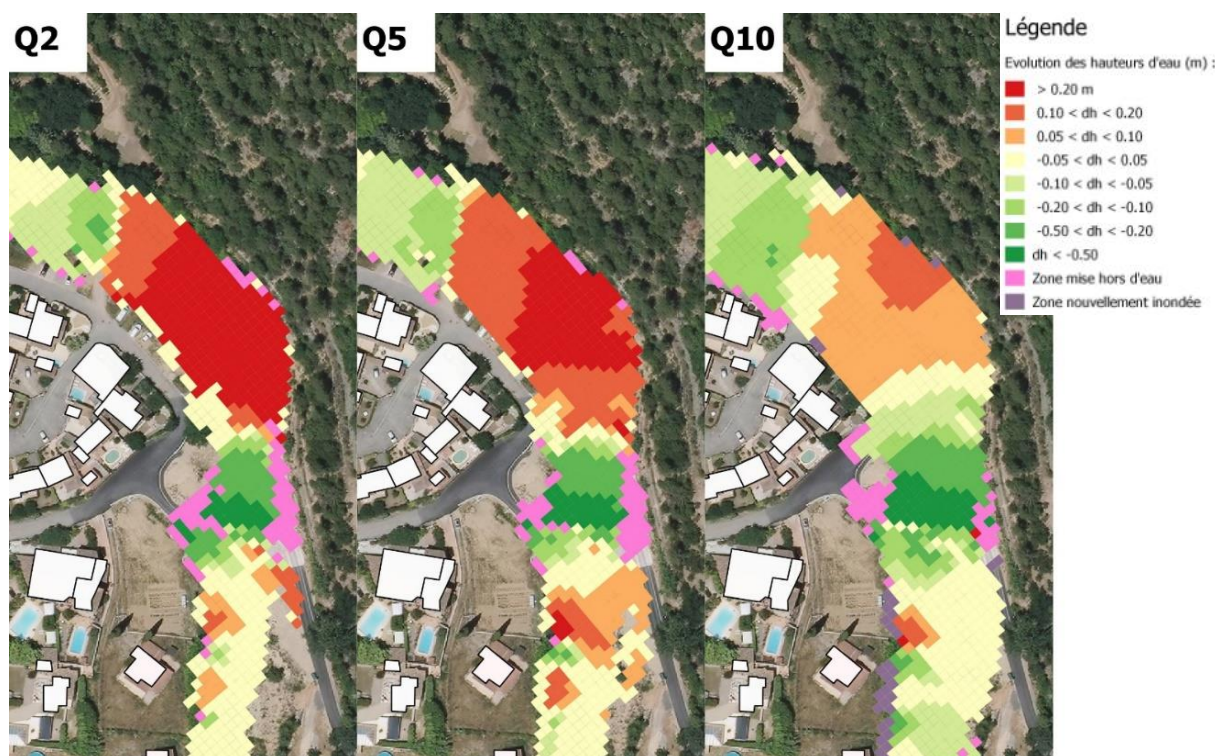 Q2
Q5
Q10
Légende
Evolution des hauteurs d'eau (m) :
> 0.20 m
0.10 < dh < 0.20
0.05 < dh < 0.10
-0.05 < dh < 0.05
-0.10 < dh < -0.05
-0.20 < dh < -0.10
-0.50 < dh < -0.20
dh < -0.50
Zone mise hors d'eau
Zone nouvellement inondée